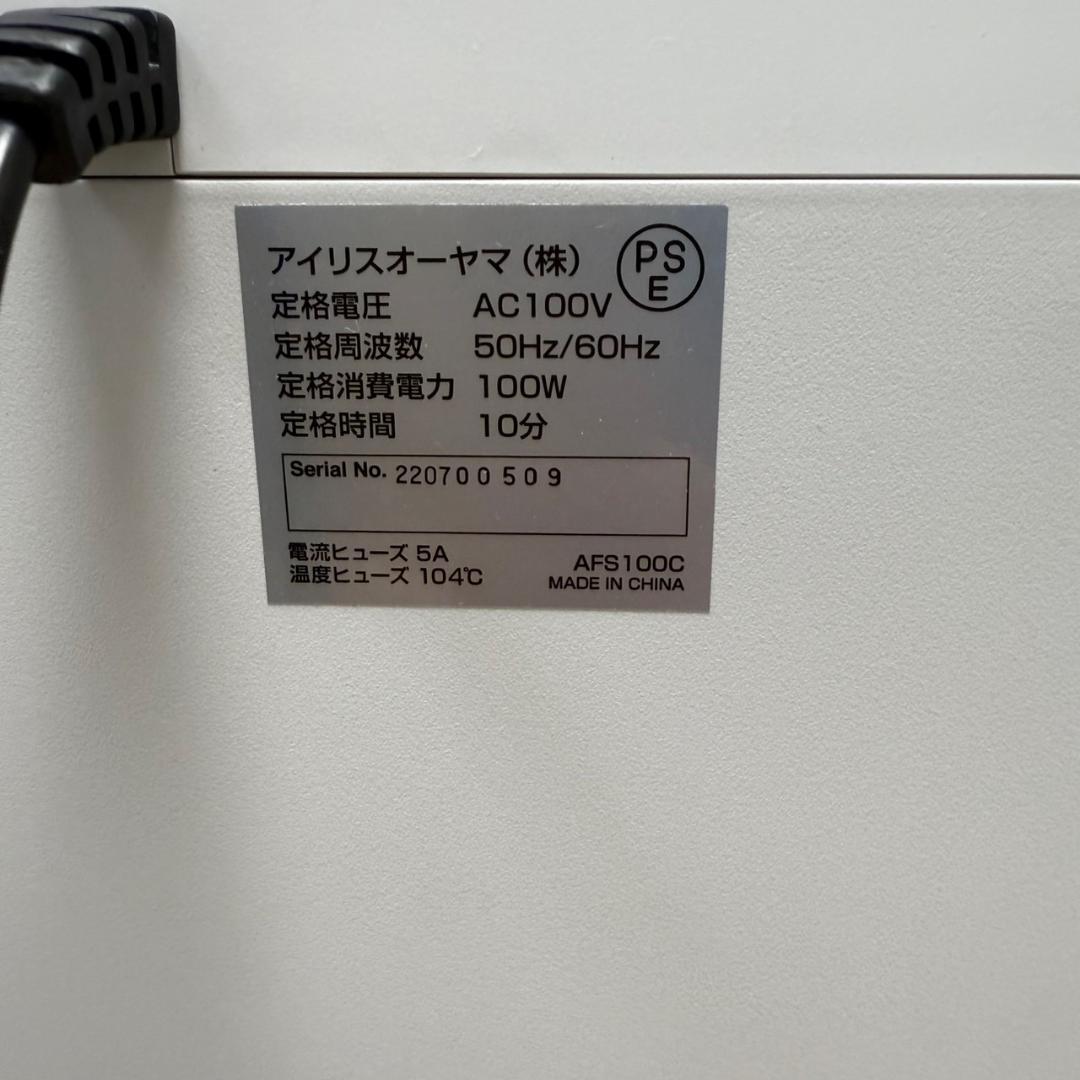 アイリスオーヤマ（株）
PSE
定格電圧 AC100V
定格周波数 50Hz/60Hz
定格消費電力 100W
定格時間 10分
Serial No. 220700509
電流ヒューズ 5A
温度ヒューズ 104℃
AFS100C
MADE IN CHINA